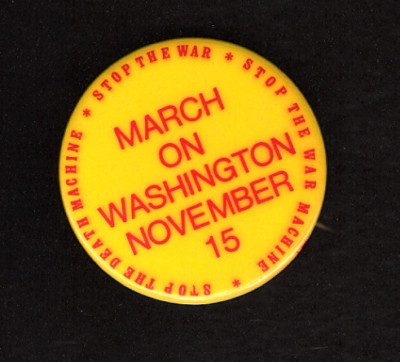 MARCH
ON
WASHINGTON
NOVEMBER
15
* STOP THE WAR * STOP THE WAR MACHINE * STOP THE DEATH MACHINE